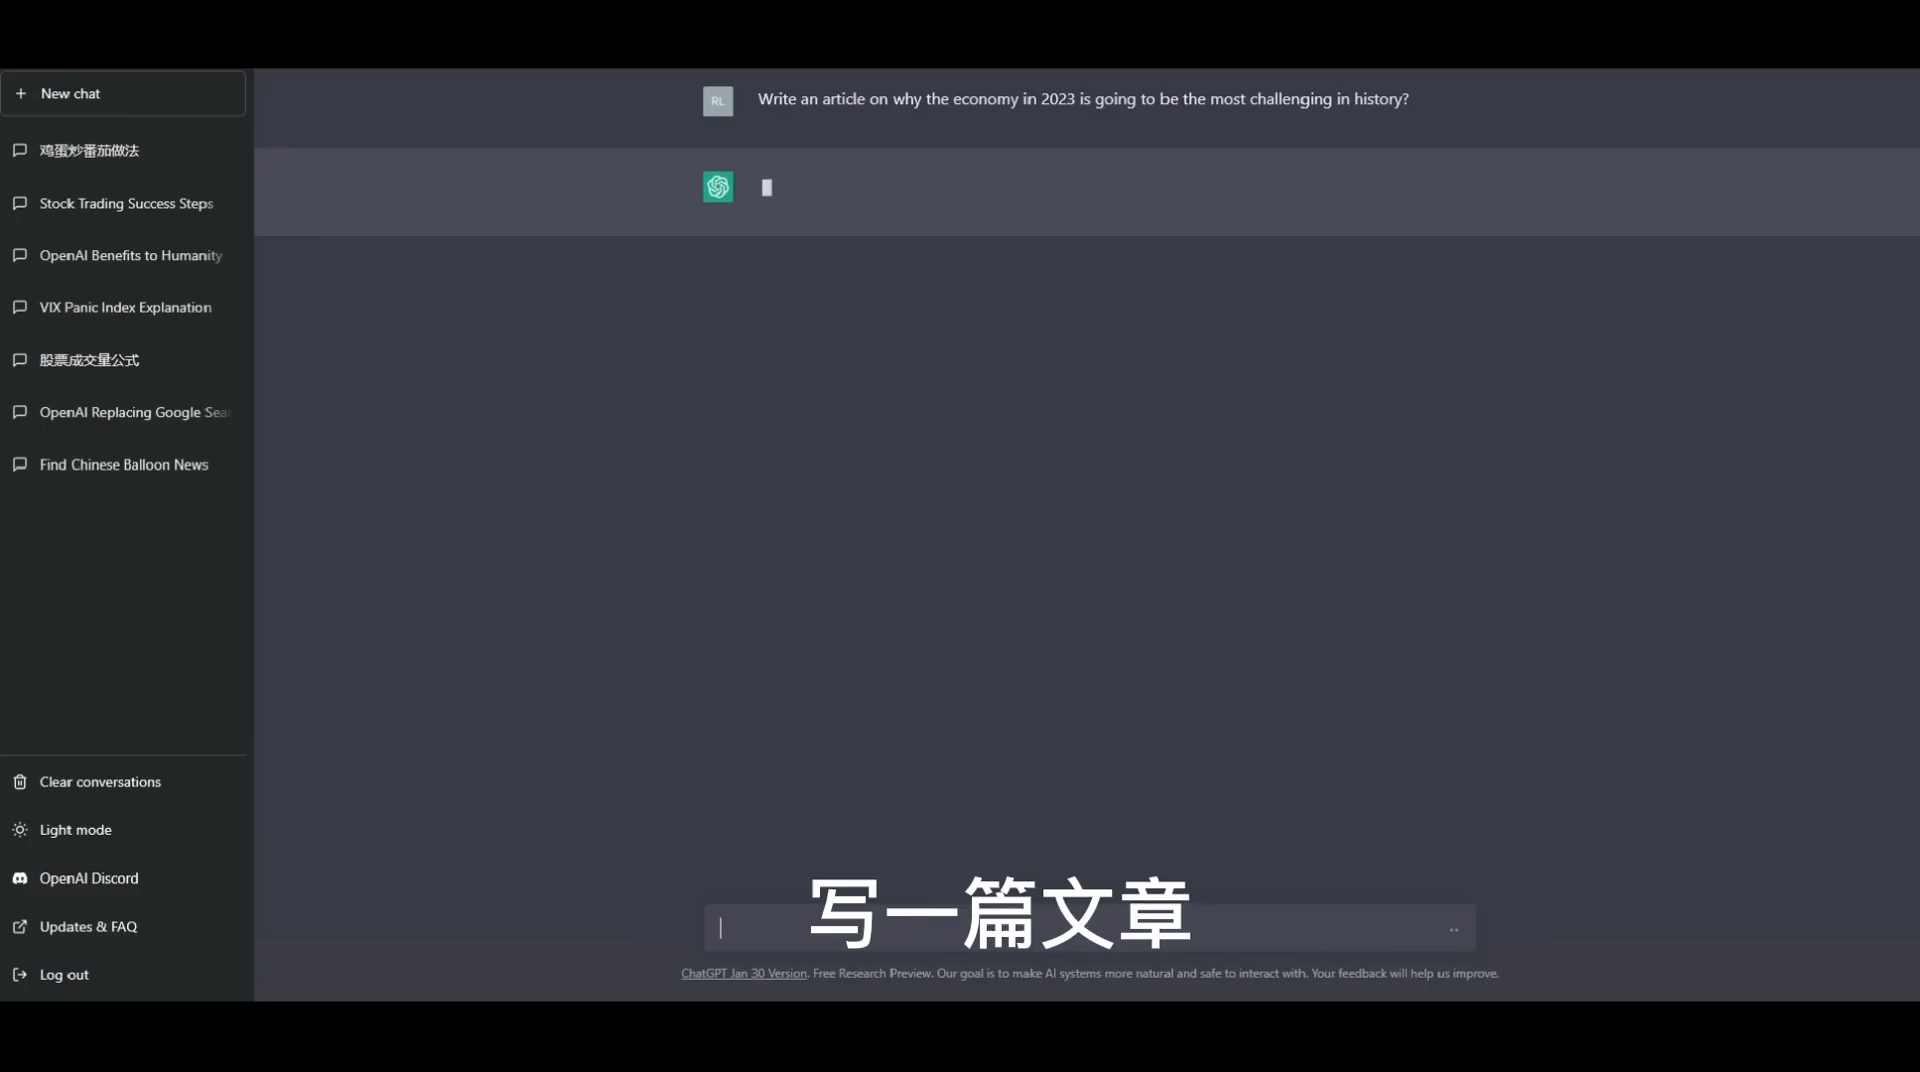 New chat
鸡蛋炒番茄做法
Stock Trading Success Steps
OpenAI Benefits to Humanity
VIX Panic Index Explanation
股票成交量公式
OpenAI Replacing Google Sear
Find Chinese Balloon News
Clear conversations
Light mode
OpenAI Discord
Updates & FAQ
Log out
RL
Write an article on why the economy in 2023 is going to be the most challenging in history?
写一篇文章
ChatGPT Jan 30 Version. Free Research Preview. Our goal is to make AI systems more natural and safe to interact with. Your feedback will help us improve.